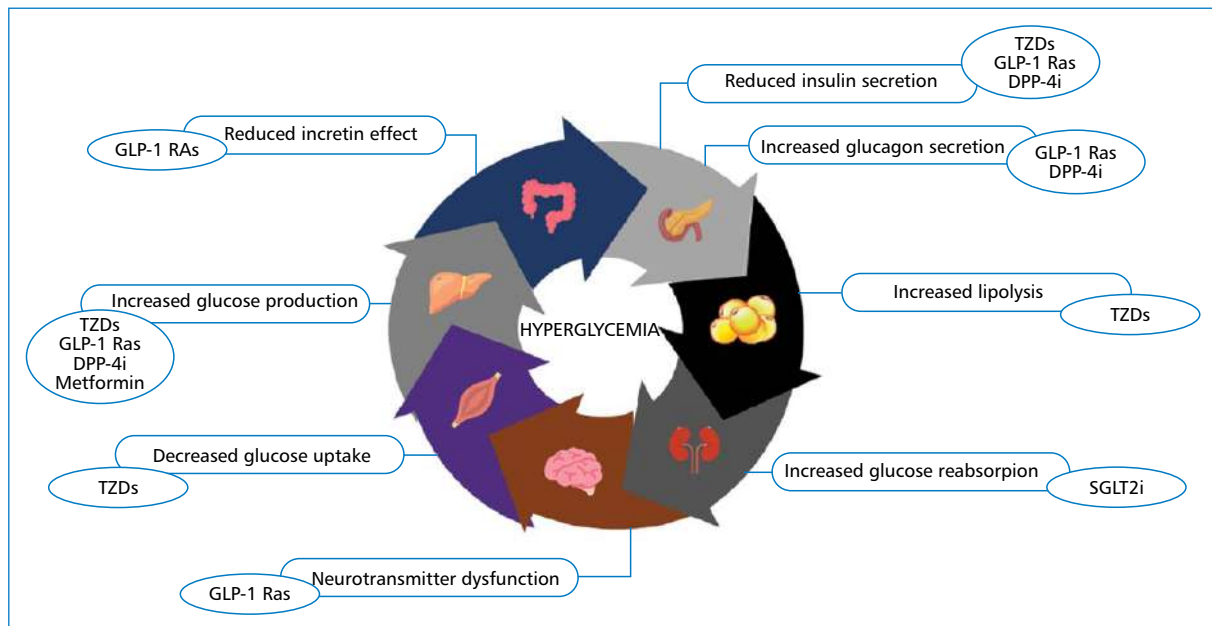 TZDs
GLP-1 Ras
DPP-4i
Reduced insulin secretion
Reduced incretin effect
GLP-1 RAs
Increased glucagon secretion
GLP-1 Ras
DPP-4i
Increased glucose production
TZDs
GLP-1 Ras
DPP-4i
Metformin
HYPERGLYCEMIA
Increased lipolysis
TZDs
Decreased glucose uptake
TZDs
Increased glucose reabsorpion
SGLT2i
Neurotransmitter dysfunction
GLP-1 Ras